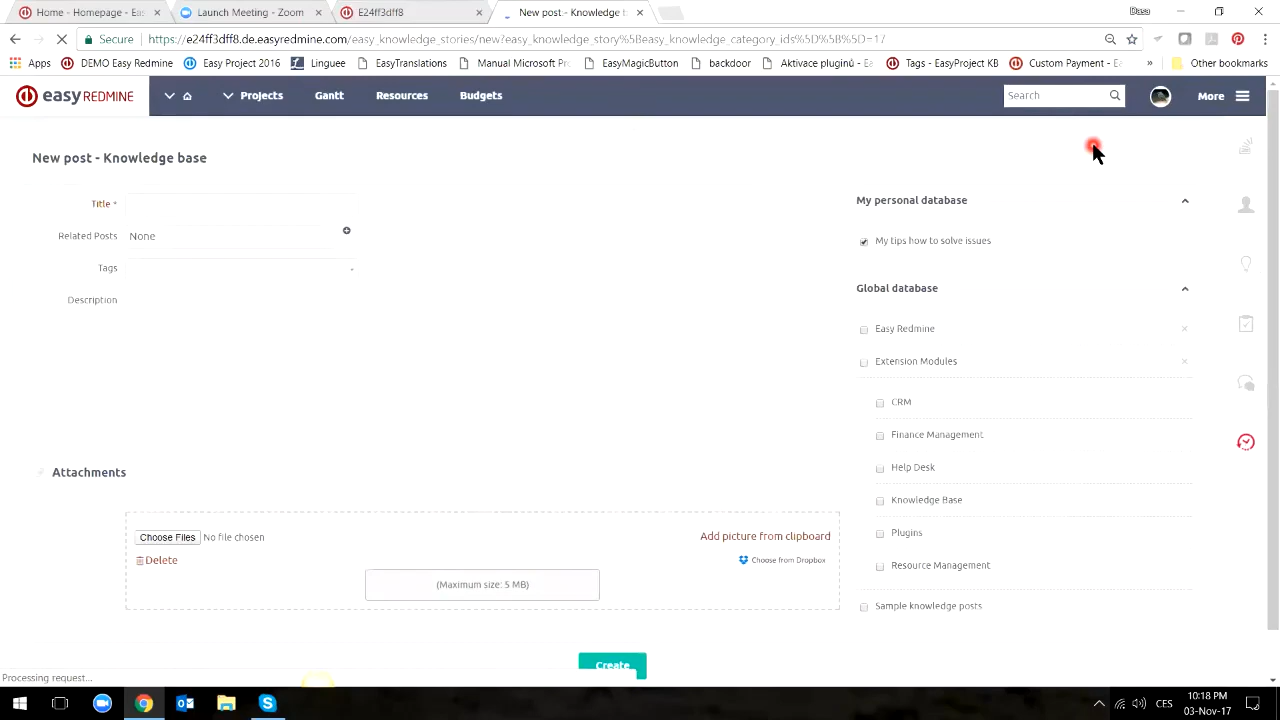 Home - Homepage - Eas
Launch Meeting - Zoom
E24ff3dff8
New post - Knowledge b
Secure
https://e24ff3dff8.de.easyredmine.com/easy_knowledge_stories/new?easy_knowledge_story%5Beasy_knowledge_category_ids%5D%5B%5D=17
Apps
DEMO Easy Redmine
Easy Project 2016
Linguee
EasyTranslations
Manual Microsoft Pro
EasyMagicButton
backdoor
Aktivace pluginů - Ea
Tags - EasyProject KB
Custom Payment - Ea
»
Other bookmarks
easy REDMINE
Projects
Gantt
Resources
Budgets
Search
More
New post - Knowledge base
Title *
Related Posts
None
Tags
Description
My personal database
My tips how to solve issues
Global database
Easy Redmine
Extension Modules
CRM
Finance Management
Help Desk
Knowledge Base
Plugins
Resource Management
Sample knowledge posts
Attachments
Choose Files No file chosen
Add picture from clipboard
Delete
Choose from Dropbox
(Maximum size: 5 MB)
Create
Processing request...
CES
10:18 PM
03-Nov-17